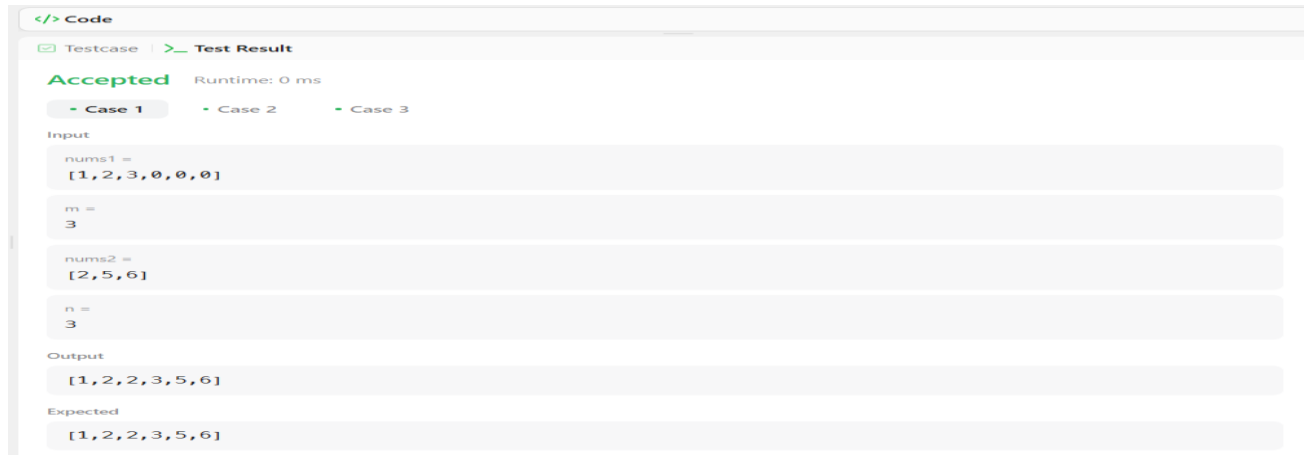 </> Code
Testcase | >_ Test Result
Accepted Runtime: 0 ms
• Case 1 • Case 2 • Case 3
Input
nums1 =
[1,2,3,0,0,0]
m =
3
nums2 =
[2,5,6]
n =
3
Output
[1,2,2,3,5,6]
Expected
[1,2,2,3,5,6]